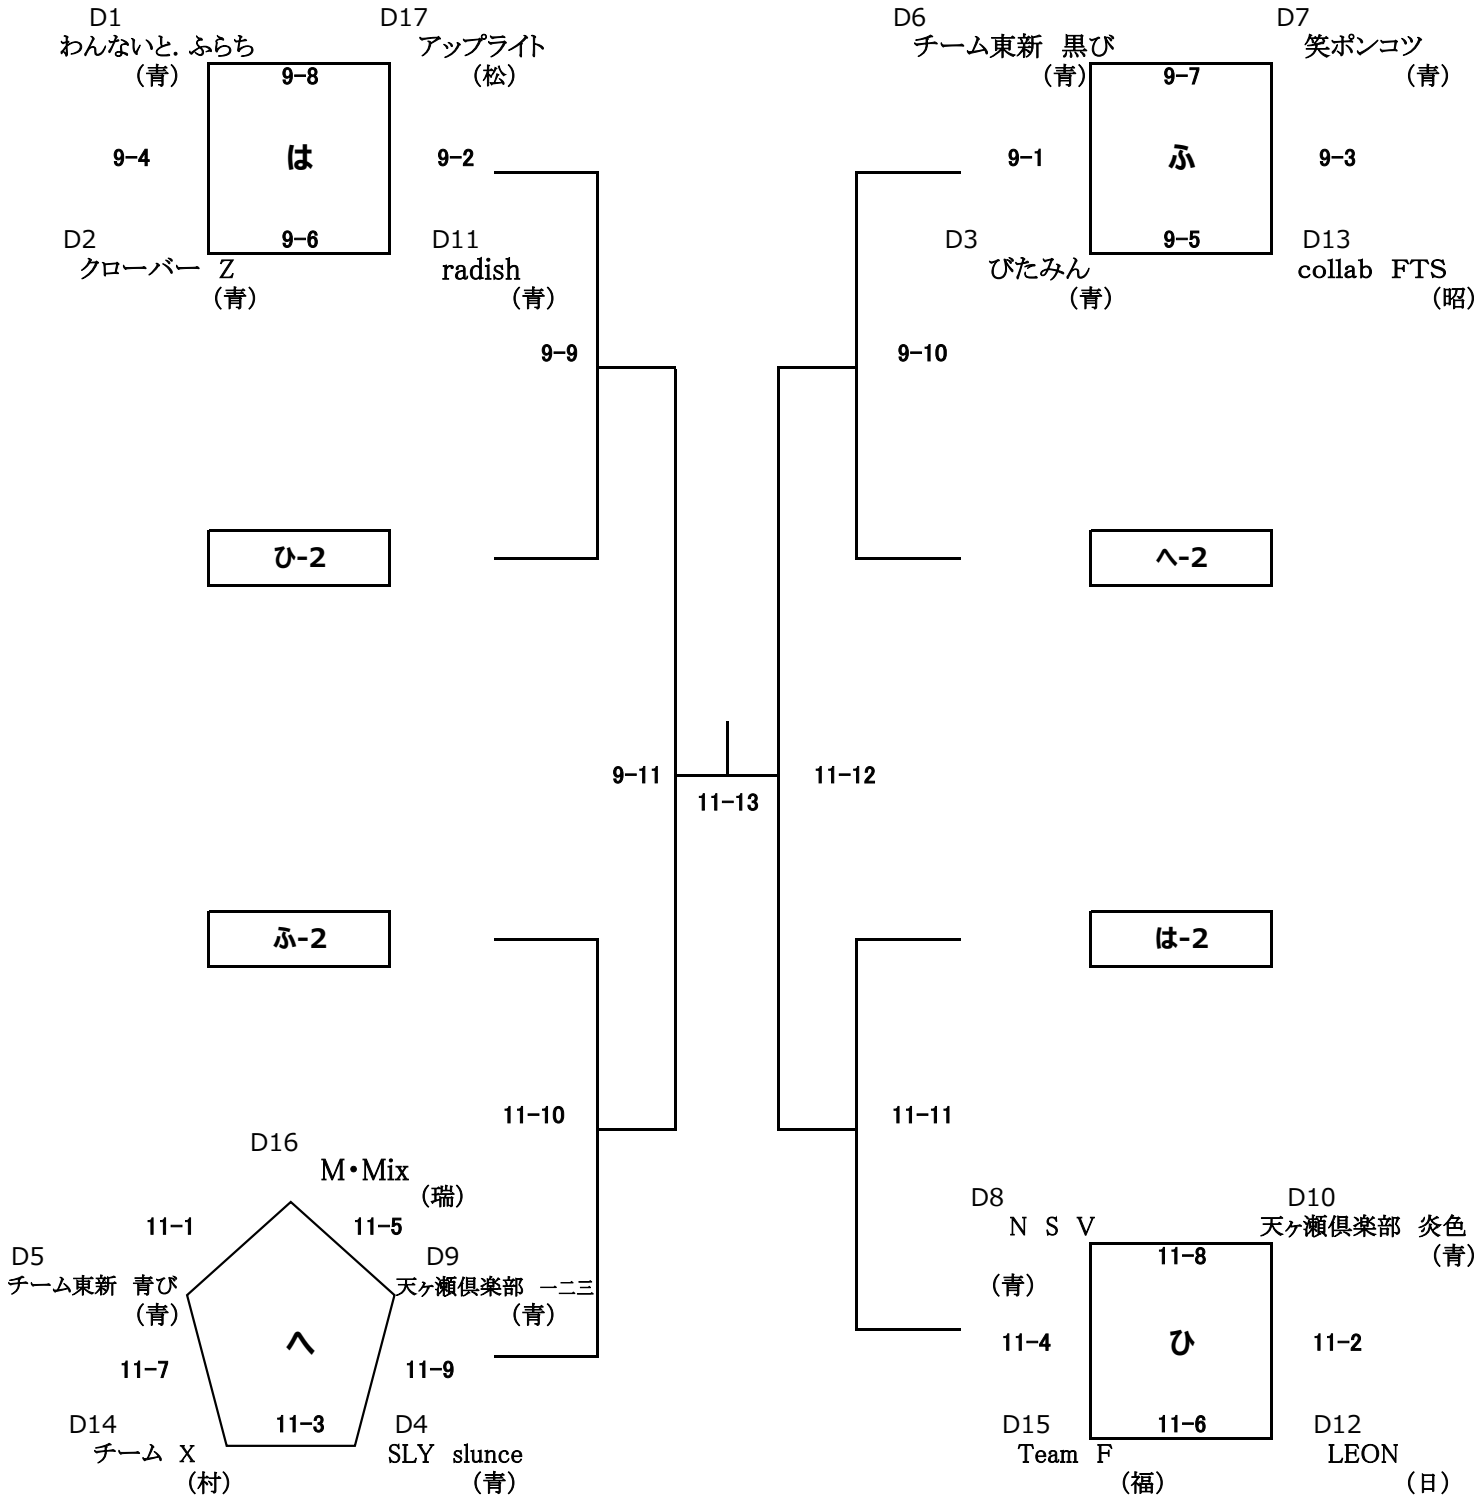 D1 D17 D6 D7
わんないと. ふらち アップライト チーム東新 黒び 笑ポンコツ
(青) 9-8 (松) (青) 9-7 (青)
9-4 は 9-2 9-1 ふ 9-3
D2 9-6 D11 D3 9-5 D13
クローバー Z radish びたみん collab FTS
(青) (青) (青) (昭)
9-9 9-10
ひ-2 へ-2
9-11 11-12
11-13
ふ-2 は-2
11-10 11-11
D16
M・Mix
(瑞) D8 D10
11-1 11-5 N S V 天ヶ瀬倶楽部 炎色
D5 D9 11-8 (青)
チーム東新 青び 天ヶ瀬倶楽部 一二三 (青)
(青) (青)
へ 11-4 ひ 11-2
11-7 11-9
D14 11-3 D4 D15 11-6 D12
チーム X SLY slunce Team F LEON
(村) (青) (福) (日)